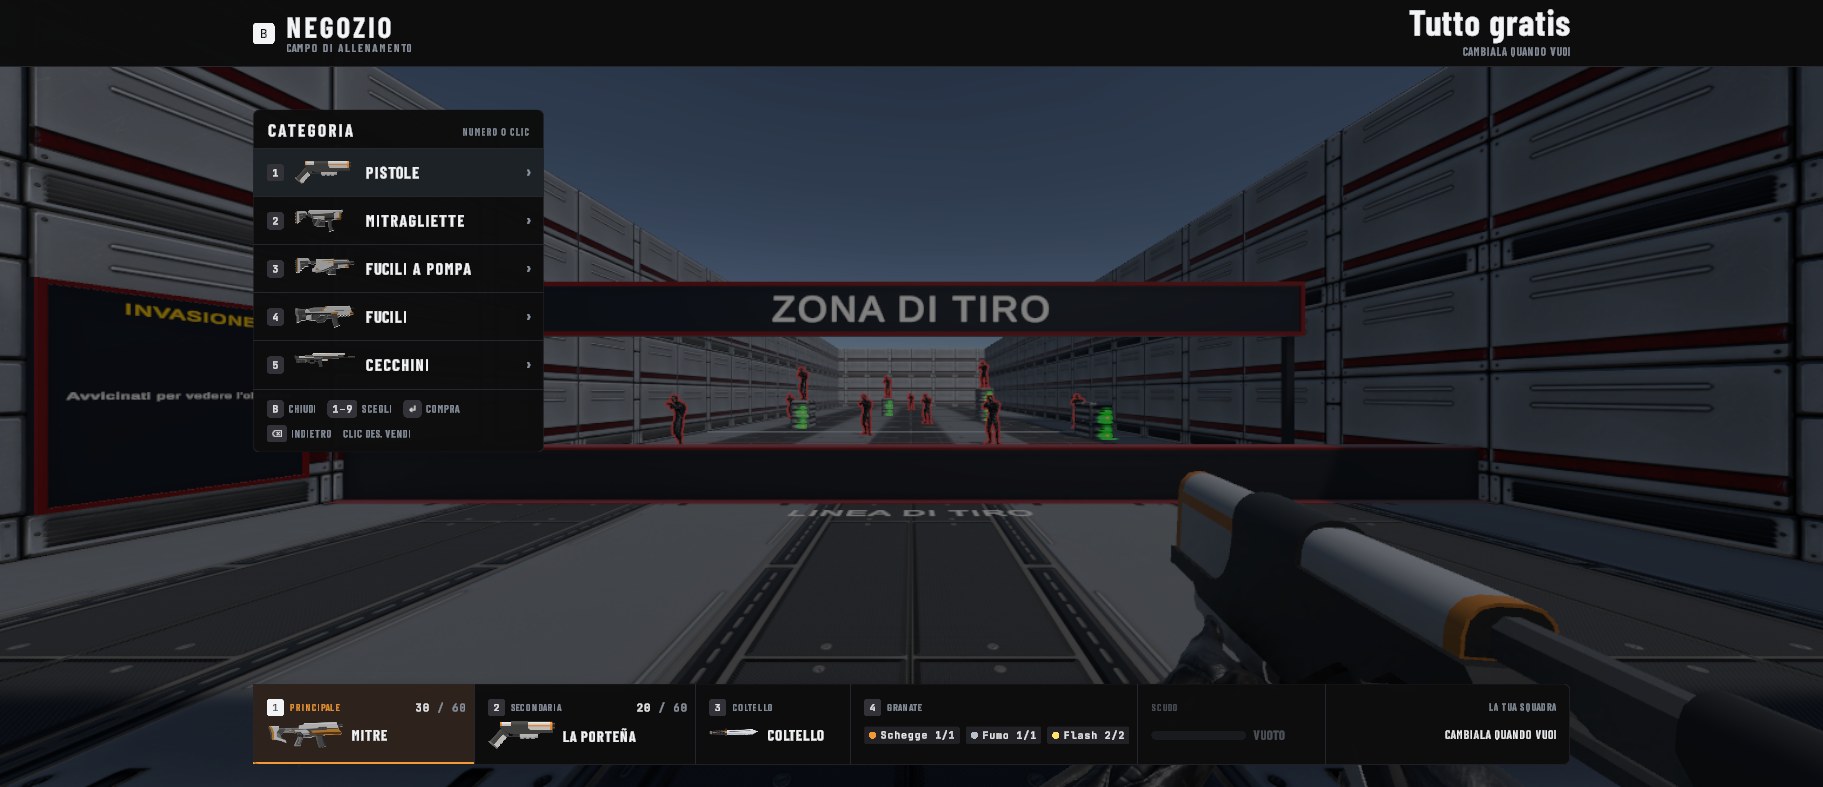 B NEGOZIO
CAMPO DI ALLENAMENTO
Tutto gratis
CAMBIALA QUANDO VUOI
CATEGORIA NUMERO O CLIC
1 PISTOLE ›
2 MITRAGLIETTE ›
3 FUCILI A POMPA ›
4 FUCILI ›
5 CECCHINI ›
B CHIUDI 1-9 SCEGLI ↵ COMPRA
⌫ INDIETRO CLIC DES. VENDI
INVASIONE
Avvicinati per vedere l'ol
ZONA DI TIRO
LINEA DI TIRO
1 PRINCIPALE 30 / 60
MITRE
2 SECONDARIA 20 / 60
LA PORTEÑA
3 COLTELLO
COLTELLO
4 GRANATE
Schegge 1/1 Fumo 1/1 Flash 2/2
SCUDO
VUOTO
LA TUA SQUADRA
CAMBIALA QUANDO VUOI